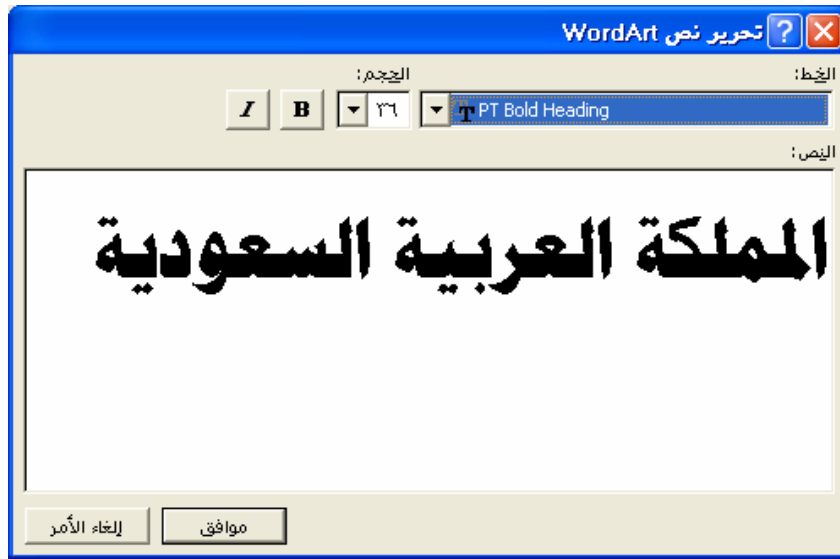 تحرير نص WordArt
الخط:
الحجم:
PT Bold Heading
٣٦
B
I
النص:
المملكة العربية السعودية
موافق
إلغاء الأمر